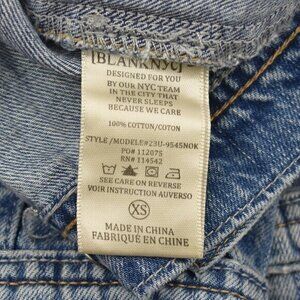 [BLANKNYC]
DESIGNED FOR YOU
BY OUR NYC TEAM
IN THE CITY THAT
NEVER SLEEPS
BECAUSE WE CARE
100% COTTON/COTON
STYLE/MODELE#23U-9545NOK
PO# 112075
RN# 114542
SEE CARE ON REVERSE
VOIR INSTRUCTION AUVERSO
XS
MADE IN CHINA
FABRIQUÉ EN CHINE